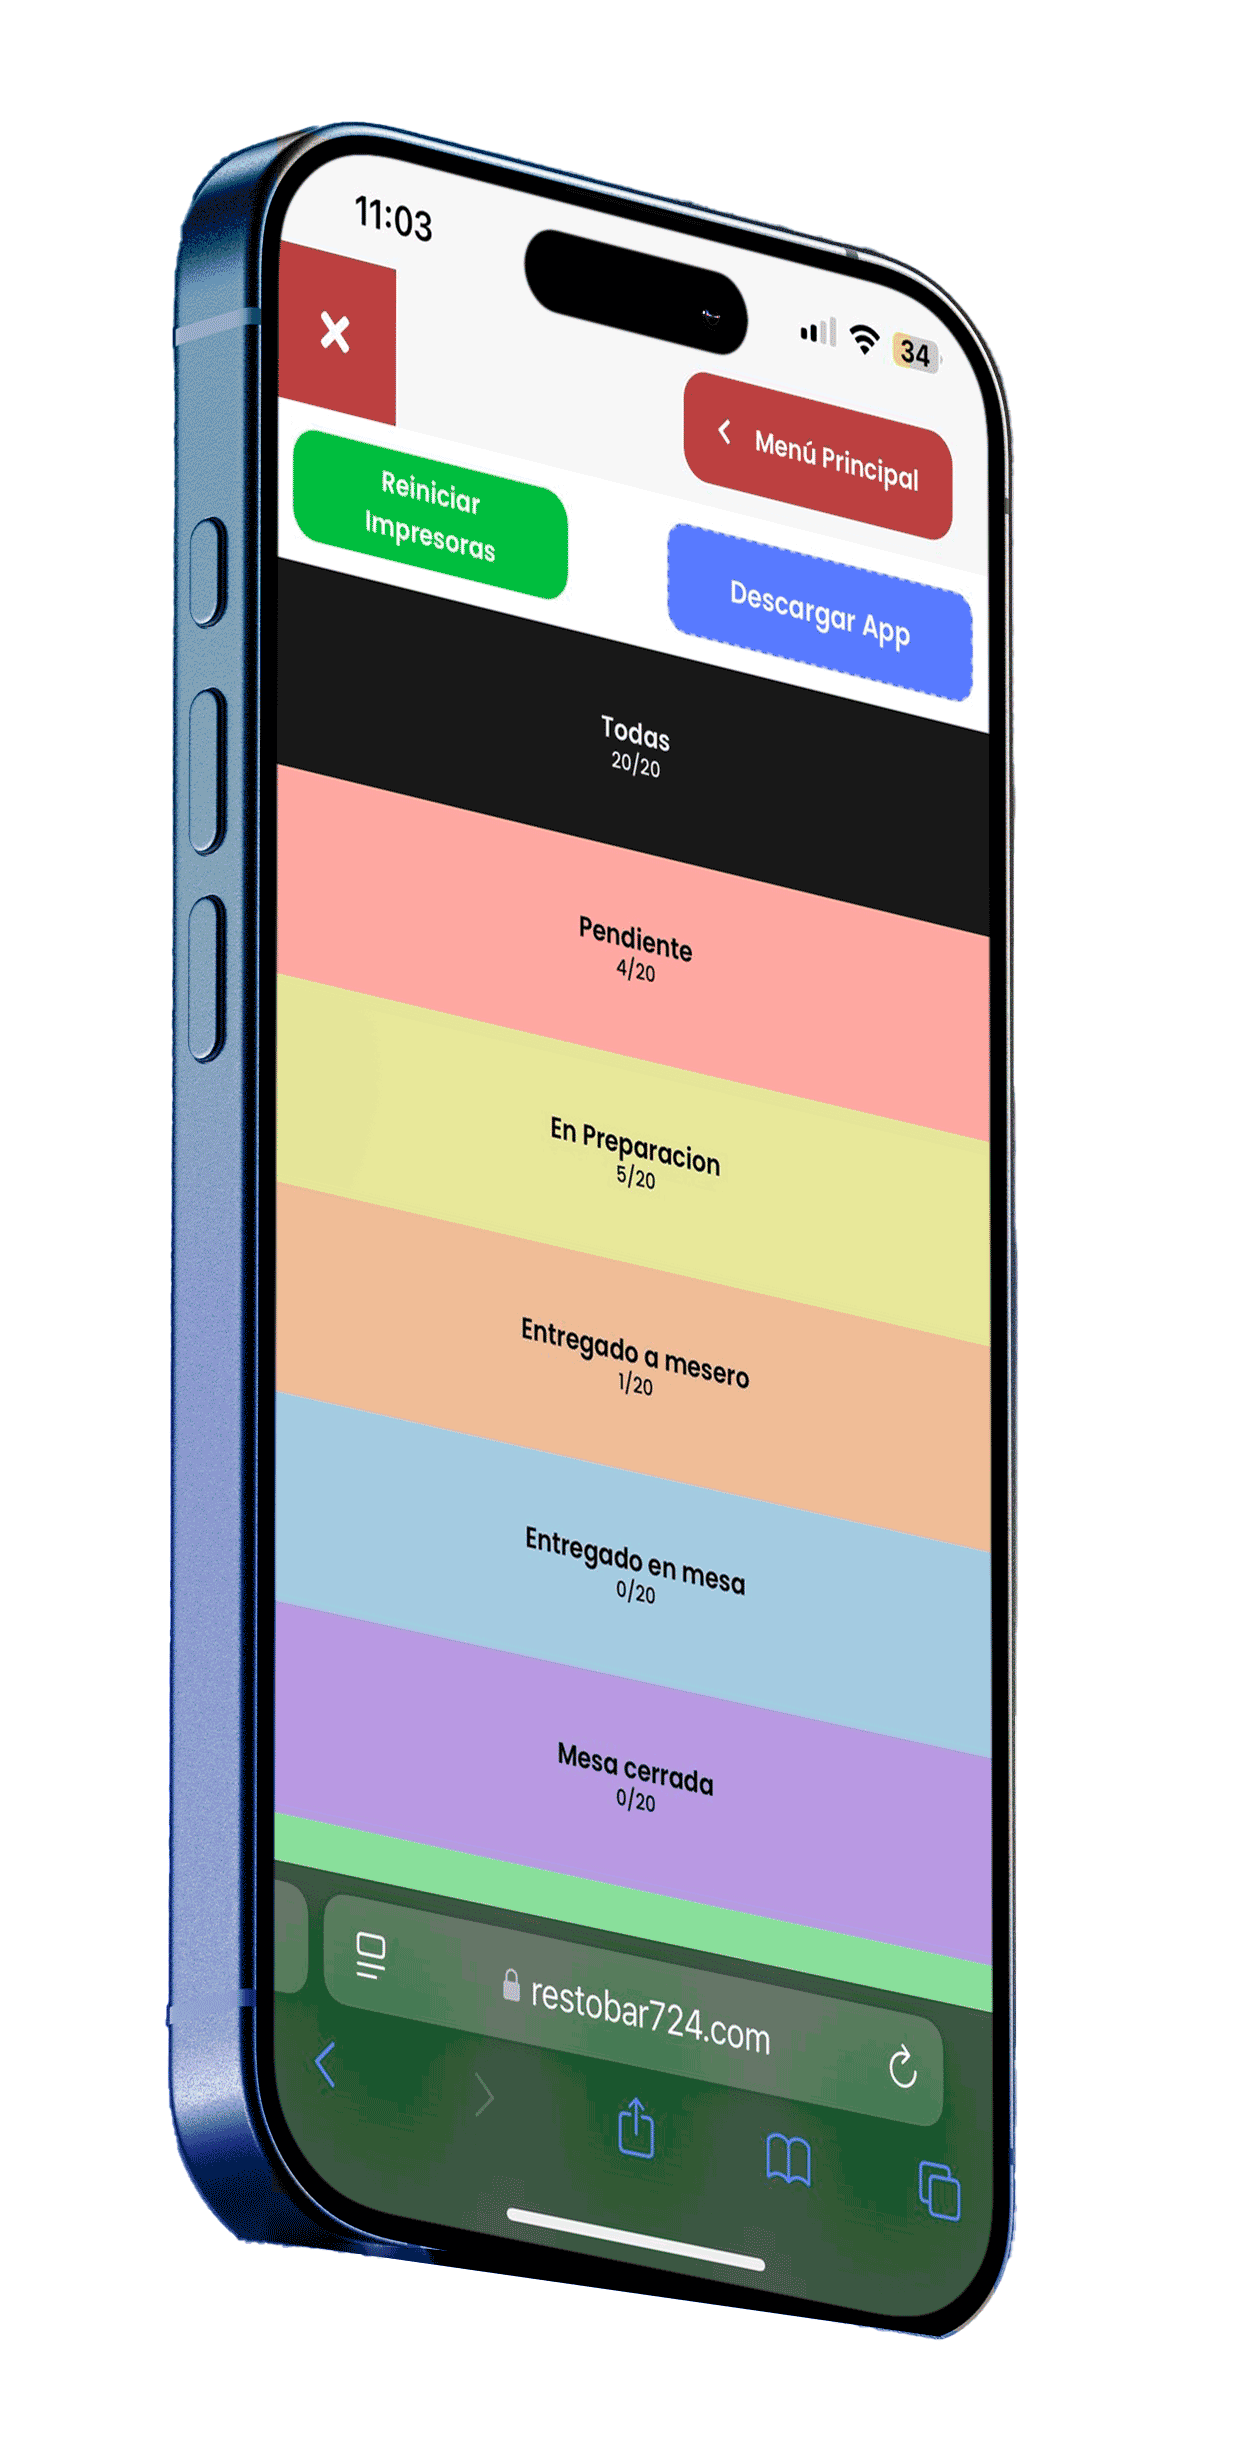 11:03
34
Menú Principal
Reiniciar
Impresoras
Descargar App
Todas
20/20
Pendiente
4/20
En Preparacion
5/20
Entregado a mesero
1/20
Entregado en mesa
0/20
Mesa cerrada
0/20
restobar724.com